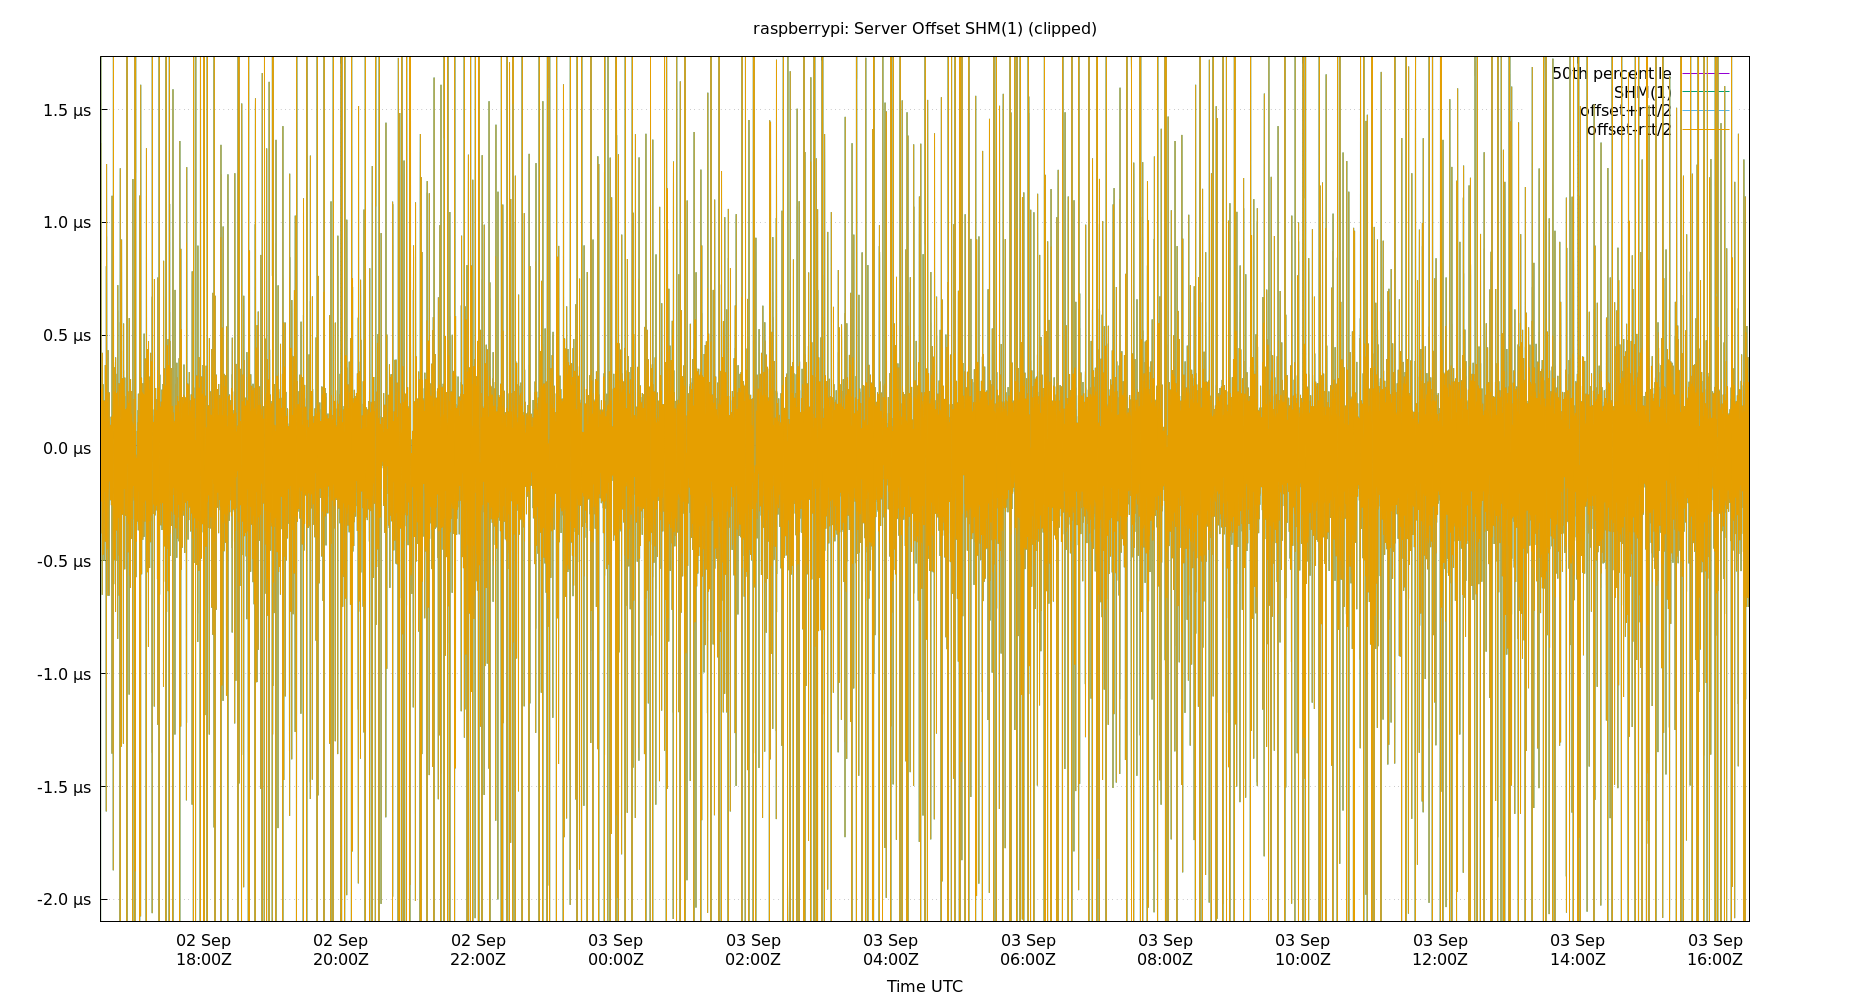 raspberrypi: Server Offset SHM(1) (clipped)
50th percentile
SHM(1)
offset+rtt/2
offset-rtt/2
1.5 µs
1.0 µs
0.5 µs
0.0 µs
-0.5 µs
-1.0 µs
-1.5 µs
-2.0 µs
02 Sep 02 Sep 02 Sep 03 Sep 03 Sep 03 Sep 03 Sep 03 Sep 03 Sep 03 Sep 03 Sep 03 Sep
18:00Z 20:00Z 22:00Z 00:00Z 02:00Z 04:00Z 06:00Z 08:00Z 10:00Z 12:00Z 14:00Z 16:00Z
Time UTC